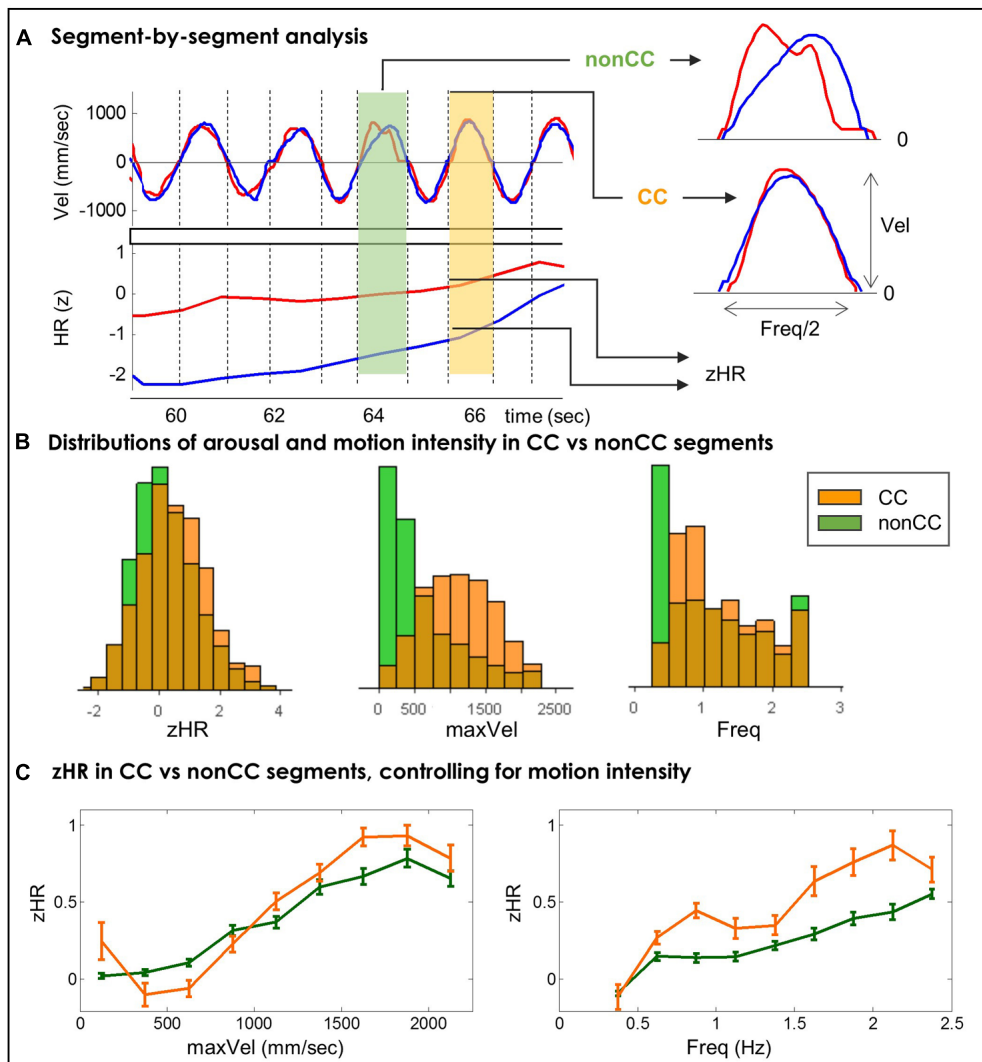 A Segment-by-segment analysis
nonCC
Vel (mm/sec)
1000
0
-1000
0
CC
Vel
0
Freq/2
HR (z)
1
0
-1
-2
zHR
60 62 64 66 time (sec)
B Distributions of arousal and motion intensity in CC vs nonCC segments
CC
nonCC
-2 0 2 4
zHR
0 500 1500 2500
maxVel
0 1 2 3
Freq
C zHR in CC vs nonCC segments, controlling for motion intensity
zHR
1
0.5
0
0 500 1000 1500 2000
maxVel (mm/sec)
zHR
1
0.5
0
0 0.5 1 1.5 2 2.5
Freq (Hz)